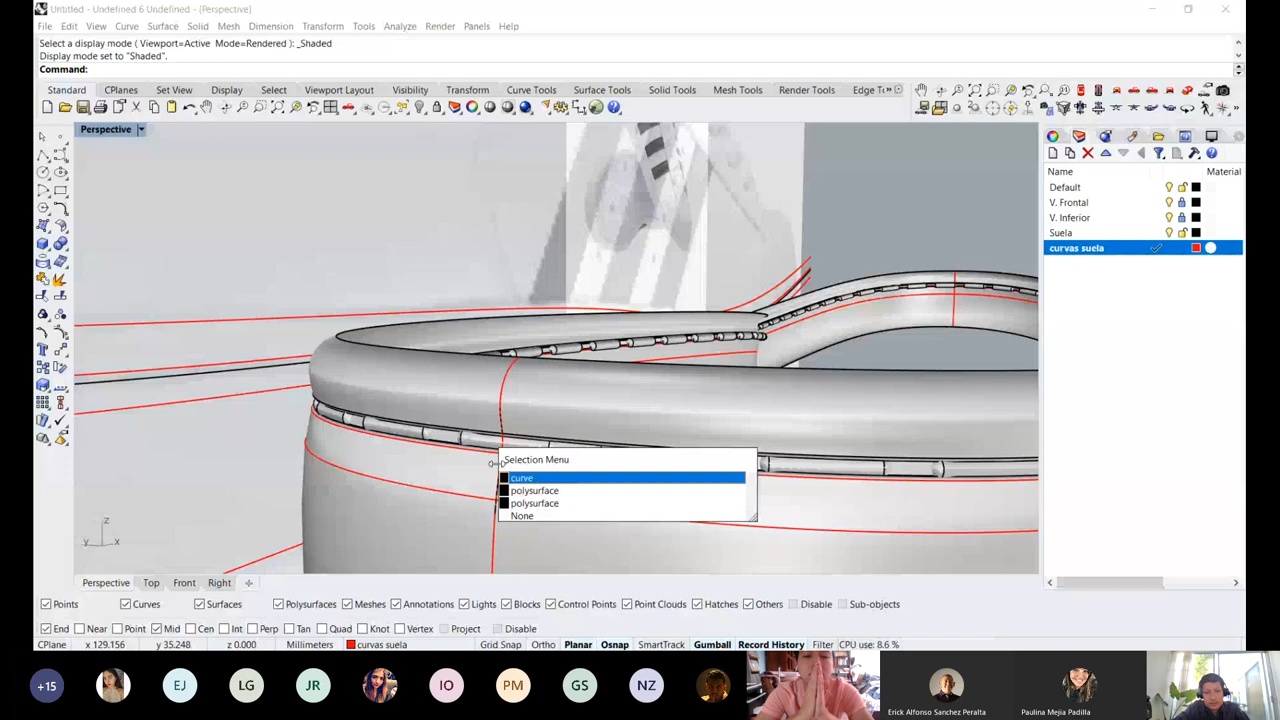 Untitled - Undefined 6 Undefined - [Perspective]
File Edit View Curve Surface Solid Mesh Dimension Transform Tools Analyze Render Panels Help
Select a display mode ( Viewport=Active Mode=Rendered ): _Shaded
Display mode set to "Shaded".
Command:
Standard CPlanes Set View Display Select Viewport Layout Visibility Transform Curve Tools Surface Tools Solid Tools Mesh Tools Render Tools Edge To
Perspective
Name Material
Default
V. Frontal
V. Inferior
Suela
curvas suela
Selection Menu
curve
polysurface
polysurface
None
z
y x
Perspective Top Front Right
Points Curves Surfaces Polysurfaces Meshes Annotations Lights Blocks Control Points Point Clouds Hatches Others Disable Sub-objects
End Near Point Mid Cen Int Perp Tan Quad Knot Vertex Project Disable
CPlane x 129.156 y 35.248 z 0.000 Millimeters curvas suela Grid Snap Ortho Planar Osnap SmartTrack Gumball Record History Filter CPU use: 8.6 %
+15 EJ LG JR IO PM GS NZ
Erick Alfonso Sanchez Peralta Paulina Mejia Padilla